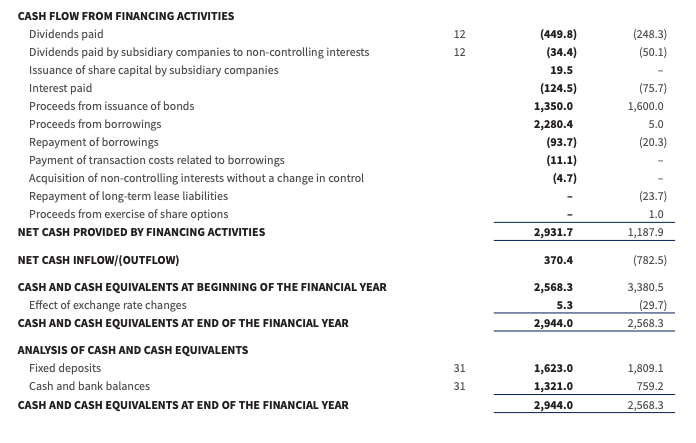 CASH FLOW FROM FINANCING ACTIVITIES
Dividends paid 12 (449.8) (248.3)
Dividends paid by subsidiary companies to non-controlling interests 12 (34.4) (50.1)
Issuance of share capital by subsidiary companies 19.5 –
Interest paid (124.5) (75.7)
Proceeds from issuance of bonds 1,350.0 1,600.0
Proceeds from borrowings 2,280.4 5.0
Repayment of borrowings (93.7) (20.3)
Payment of transaction costs related to borrowings (11.1) –
Acquisition of non-controlling interests without a change in control (4.7) –
Repayment of long-term lease liabilities – (23.7)
Proceeds from exercise of share options – 1.0
NET CASH PROVIDED BY FINANCING ACTIVITIES 2,931.7 1,187.9
NET CASH INFLOW/(OUTFLOW) 370.4 (782.5)
CASH AND CASH EQUIVALENTS AT BEGINNING OF THE FINANCIAL YEAR 2,568.3 3,380.5
Effect of exchange rate changes 5.3 (29.7)
CASH AND CASH EQUIVALENTS AT END OF THE FINANCIAL YEAR 2,944.0 2,568.3
ANALYSIS OF CASH AND CASH EQUIVALENTS
Fixed deposits 31 1,623.0 1,809.1
Cash and bank balances 31 1,321.0 759.2
CASH AND CASH EQUIVALENTS AT END OF THE FINANCIAL YEAR 2,944.0 2,568.3